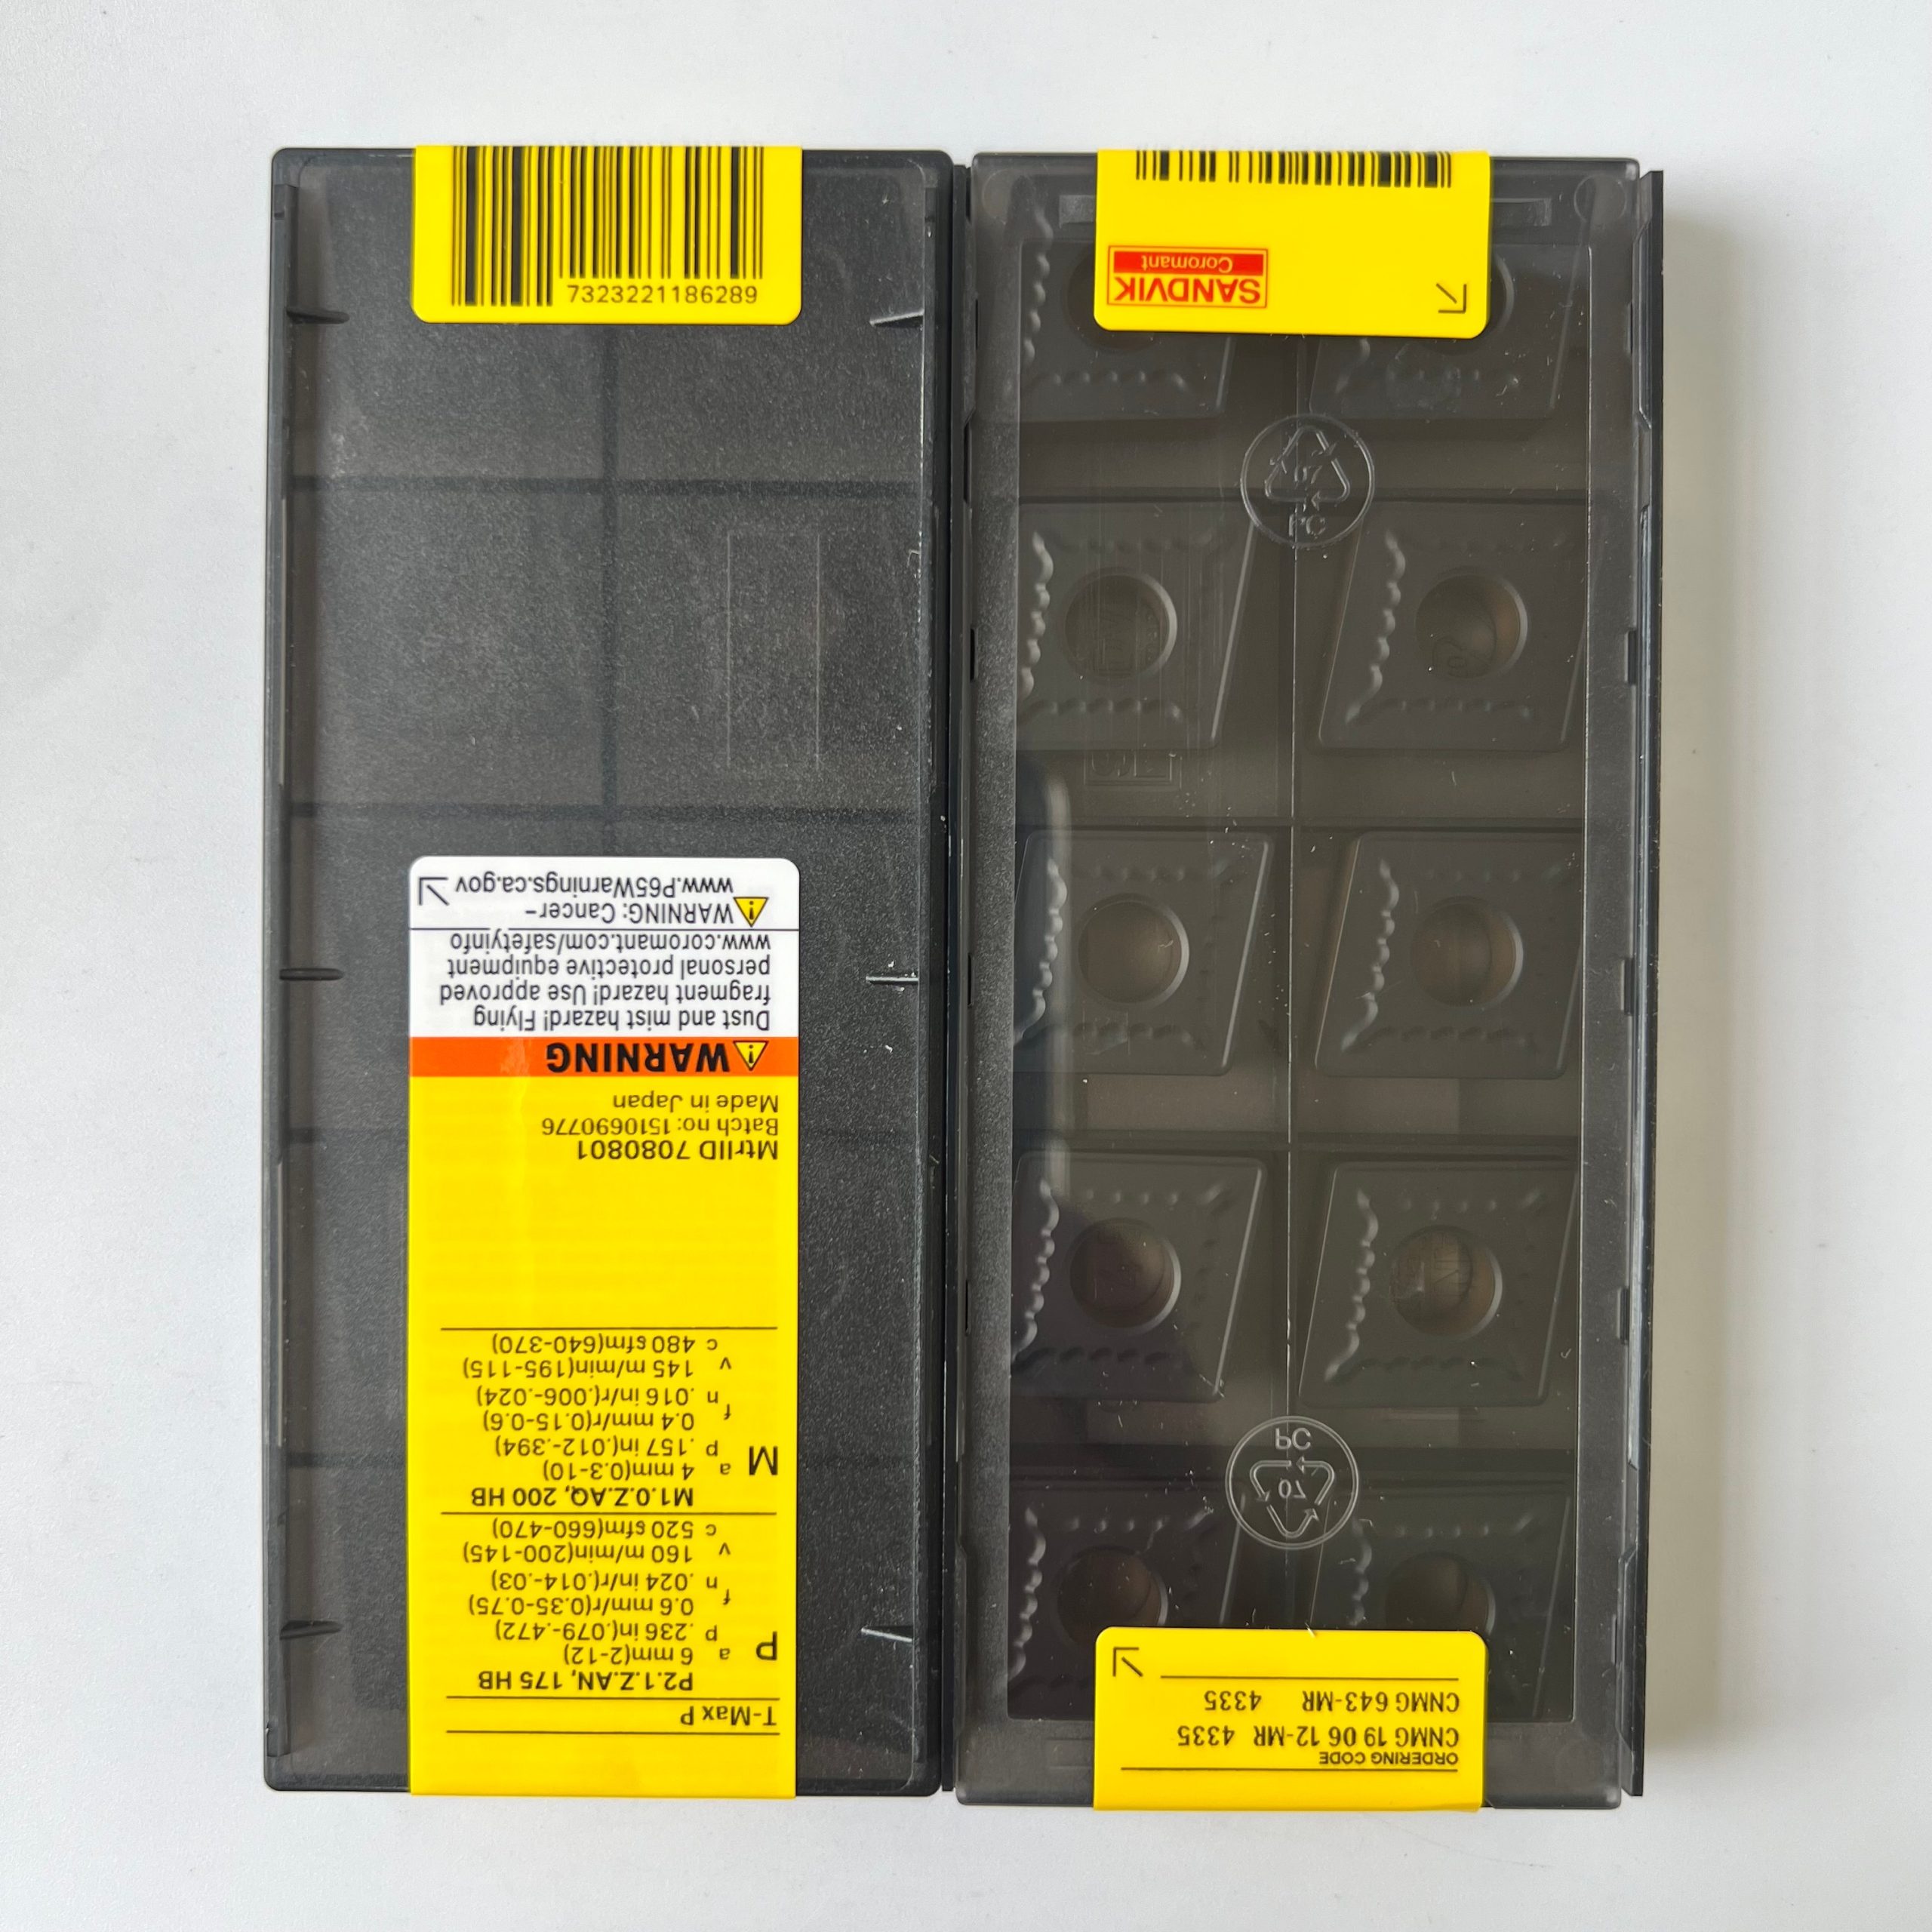 7323221186289
T-Max P
P2.1.Z.AN, 175 HB
P
a 6 mm(2-12)
p .236 in(.079-.472)
f 0.6 mm/r(0.35-0.75)
n .024 in/r(.014-.03)
v 160 m/min(200-145)
c 520 sfm(660-470)
M1.0.Z.AQ, 200 HB
M
a 4 mm(0.3-10)
p .157 in(.012-.394)
f 0.4 mm/r(0.15-0.6)
n .016 in/r(.006-.024)
v 145 m/min(195-115)
c 480 sfm(640-370)
MtrlID 7080801
Batch no: 1510690776
Made in Japan
WARNING
Dust and mist hazard! Flying
fragment hazard! Use approved
personal protective equipment
www.coromant.com/safetyinfo
WARNING: Cancer-
www.P65Warnings.ca.gov
ORDERING CODE
CNMG 19 06 12-MR 4335
CNMG 643-MR 4335
07
PC
07
PC
SANDVIK
Coromant